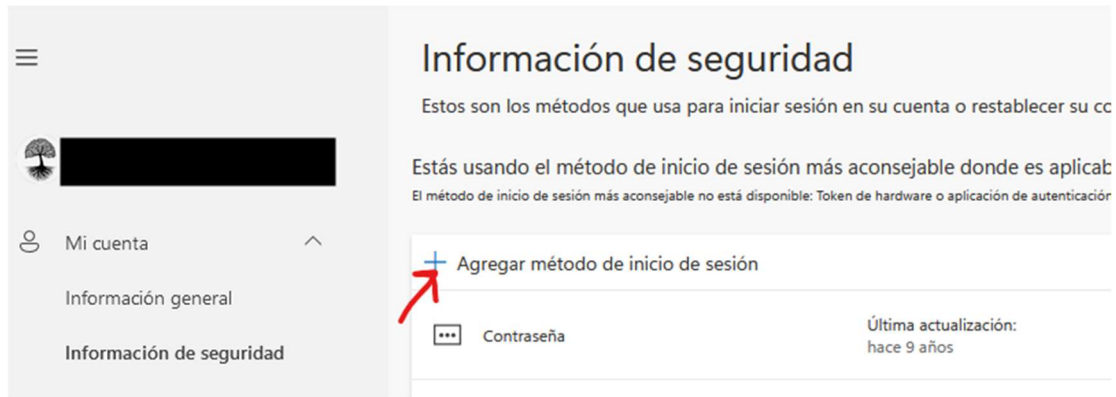 Información de seguridad
Estos son los métodos que usa para iniciar sesión en su cuenta o restablecer su
Estás usando el método de inicio de sesión más aconsejable donde es
El método de inicio de sesión más aconsejable no está disponible: Token de hardware o aplicación de autenticación
Mi cuenta
Información general
Información de seguridad
+ Agregar método de inicio de sesión
Contraseña
Última actualización:
hace 9 años